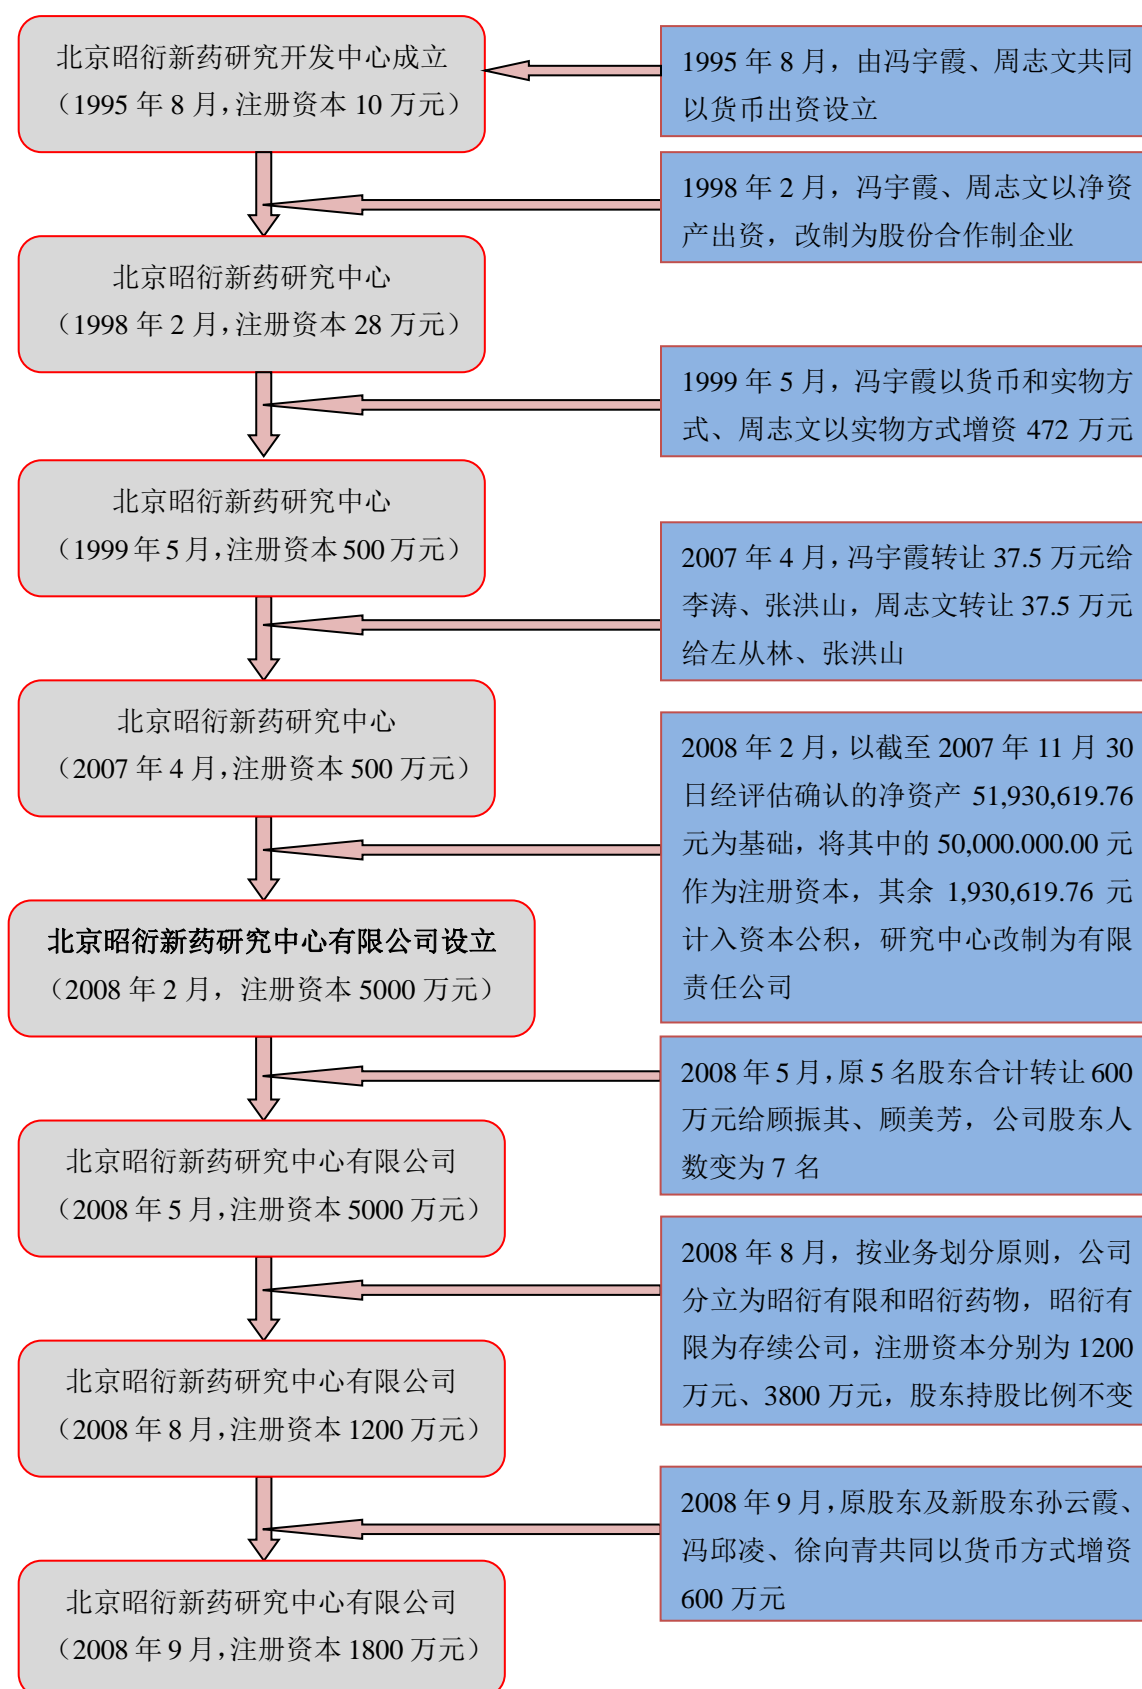 北京昭衍新药研究开发中心成立
（1995 年 8 月，注册资本 10 万元）
1995 年 8 月，由冯宇霞、周志文共同
以货币出资设立
1998 年 2 月，冯宇霞、周志文以净资
产出资，改制为股份合作制企业
北京昭衍新药研究中心
（1998 年 2 月，注册资本 28 万元）
1999 年 5 月，冯宇霞以货币和实物方
式、周志文以实物方式增资 472 万元
北京昭衍新药研究中心
（1999 年 5 月，注册资本 500 万元）
2007 年 4 月，冯宇霞转让 37.5 万元给
李涛、张洪山，周志文转让 37.5 万元
给左从林、张洪山
北京昭衍新药研究中心
（2007 年 4 月，注册资本 500 万元）
2008 年 2 月，以截至 2007 年 11 月 30
日经评估确认的净资产 51,930,619.76
元为基础，将其中的 50,000.000.00 元
作为注册资本，其余 1,930,619.76 元
计入资本公积，研究中心改制为有限
责任公司
北京昭衍新药研究中心有限公司设立
（2008 年 2 月，注册资本 5000 万元）
2008 年 5 月，原 5 名股东合计转让 600
万元给顾振其、顾美芳，公司股东人
数变为 7 名
北京昭衍新药研究中心有限公司
（2008 年 5 月，注册资本 5000 万元）
2008 年 8 月，按业务划分原则，公司
分立为昭衍有限和昭衍药物，昭衍有
限为存续公司，注册资本分别为 1200
万元、3800 万元，股东持股比例不变
北京昭衍新药研究中心有限公司
（2008 年 8 月，注册资本 1200 万元）
2008 年 9 月，原股东及新股东孙云霞、
冯邱凌、徐向青共同以货币方式增资
600 万元
北京昭衍新药研究中心有限公司
（2008 年 9 月，注册资本 1800 万元）